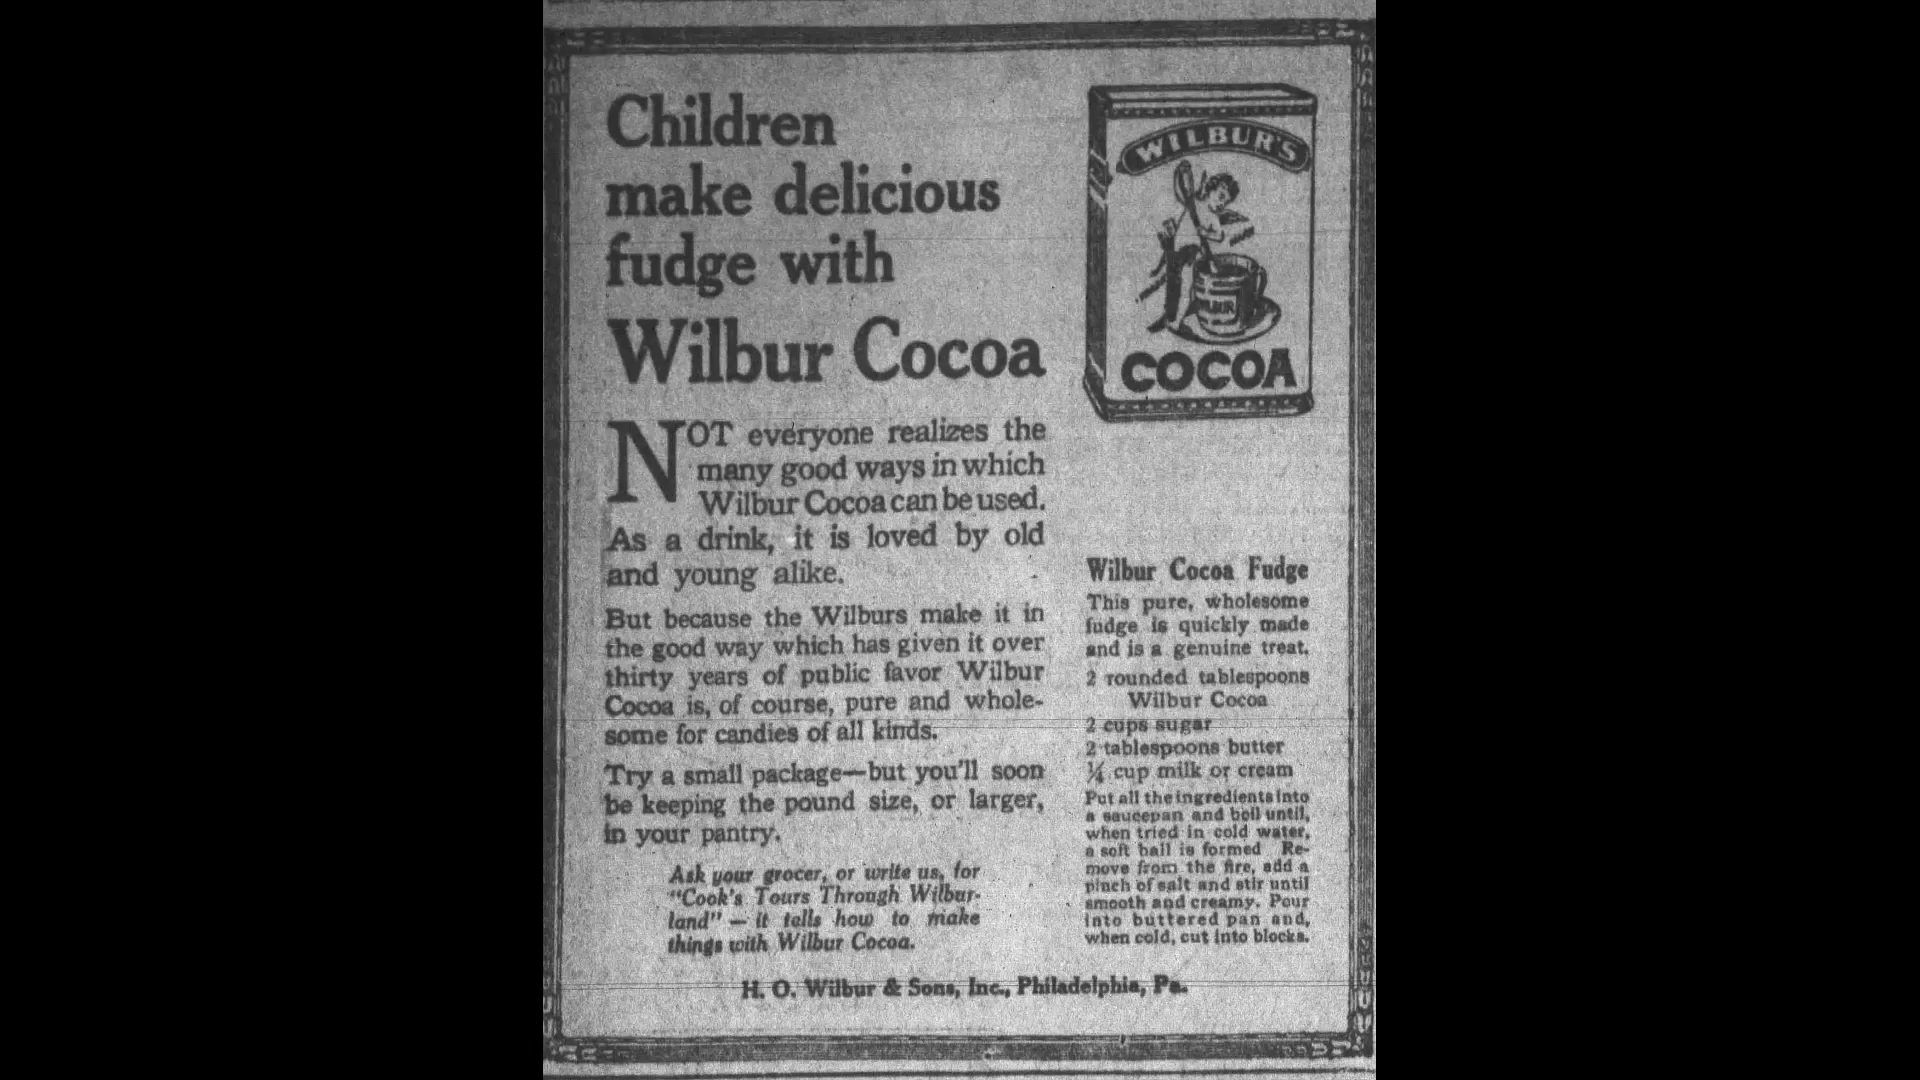 Children
make delicious
fudge with
Wilbur Cocoa
NOT everyone realizes the
many good ways in which
Wilbur Cocoa can be used.
As a drink, it is loved by old
and young alike.
But because the Wilburs make it in
the good way which has given it over
thirty years of public favor Wilbur
Cocoa is, of course, pure and whole-
some for candies of all kinds.
Try a small package—but you'll soon
be keeping the pound size, or larger,
in your pantry.
Ask your grocer, or write us, for
"Cook's Tours Through Wilbur-
land" — it tells how to make
things with Wilbur Cocoa.
WILBUR'S
WILBUR
COCOA
Wilbur Cocoa Fudge
This pure, wholesome
fudge is quickly made
and is a genuine treat.
2 rounded tablespoons
Wilbur Cocoa
2 cups sugar
2 tablespoons butter
¼ cup milk or cream
Put all the ingredients into
a saucepan and boil until,
when tried in cold water,
a soft ball is formed Re-
move from the fire, add a
pinch of salt and stir until
smooth and creamy. Pour
into buttered pan and,
when cold, cut into blocks.
H. O. Wilbur & Sons, Inc., Philadelphia, Pa.